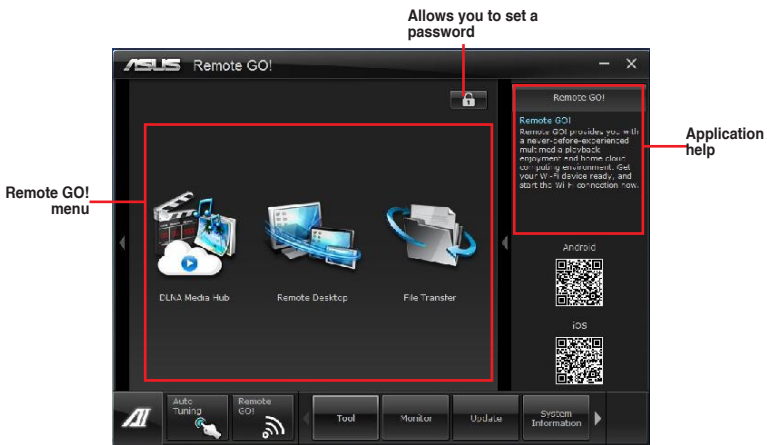 Allows you to set a
password
ASUS Remote GO!
Remote GO!
Remote GO!
Remote GO! provides you with
a never-before-experienced
multimedia playback
enjoyment and home cloud
computing environment. Get
your Wi-Fi device ready, and
start the Wi-Fi connection now.
Application
help
Remote GO!
menu
DLNA Media Hub
Remote Desktop
File Transfer
Android
iOS
Auto
Tuning
Remote
GO!
Tool
Monitor
Update
System
Information